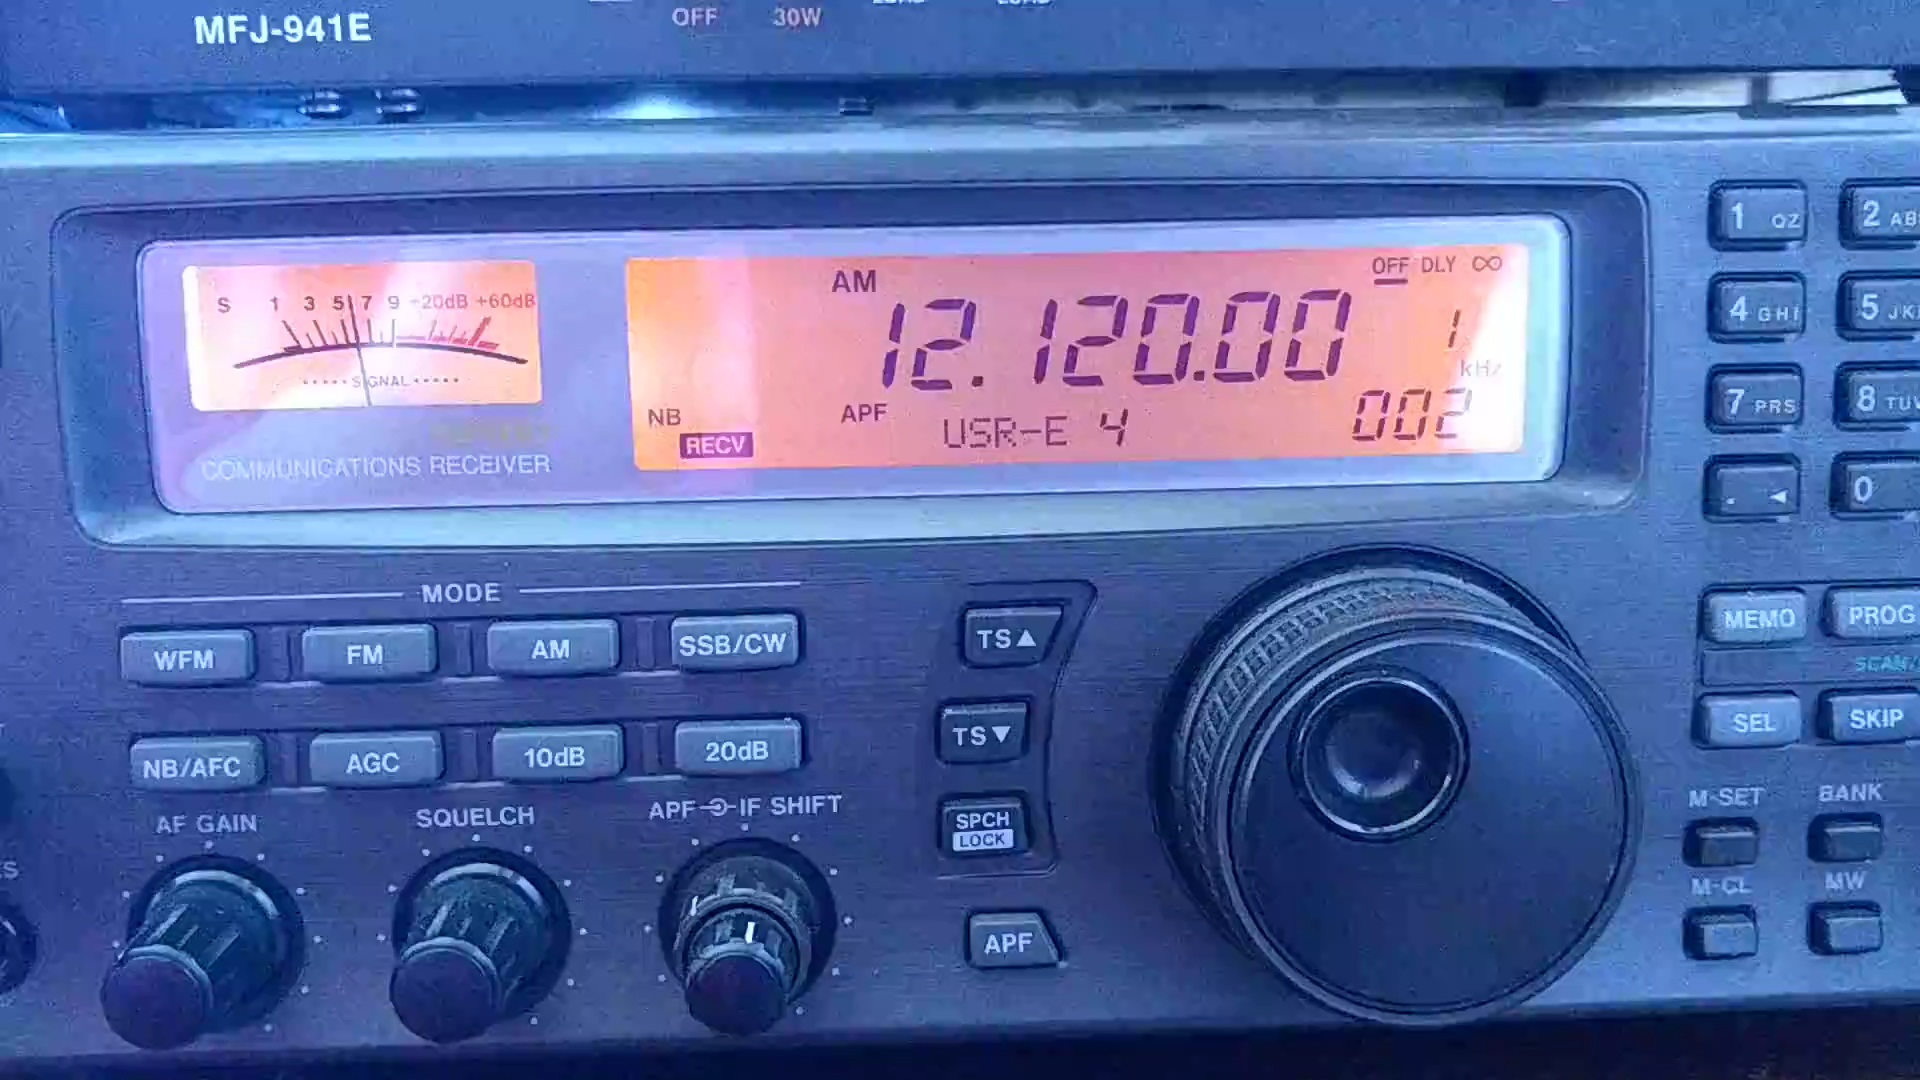 MFJ-941E
OFF 30W
S 1 3 5 7 9 +20dB +60dB
SIGNAL
COMMUNICATIONS RECEIVER
AM
OFF DLY ∞
12.120.00
1
kHz
NB
RECV
APF
USR-E 4
002
MODE
WFM FM AM SSB/CW
NB/AFC AGC 10dB 20dB
AF GAIN
SQUELCH
APF IF SHIFT
TS▲
TS▼
SPCH
LOCK
APF
1 QZ 2 AB
4 GHI 5 JK
7 PRS 8 TUV
. ◄ 0
MEMO PROG
SCAN/
SEL SKIP
M-SET BANK
M-CL MW